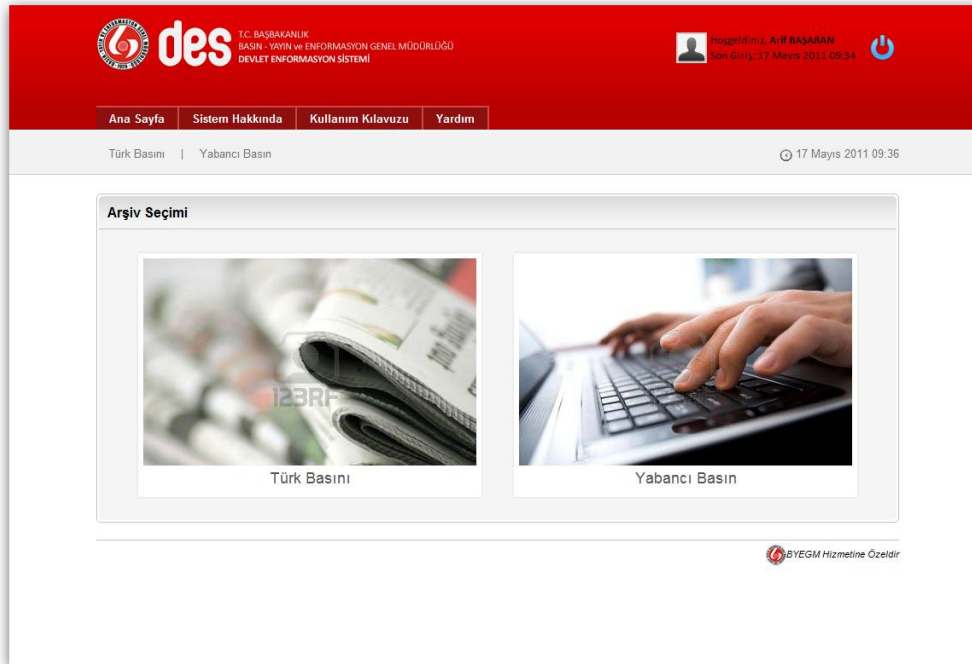 des
T.C. BAŞBAKANLIK
BASIN - YAYIN ve ENFORMASYON GENEL MÜDÜRLÜĞÜ
DEVLET ENFORMASYON SİSTEMİ
Hoşgeldiniz, Arif BAŞARAN
Son Giriş: 17 Mayıs 2011 09:34
Ana Sayfa Sistem Hakkında Kullanım Kılavuzu Yardım
Türk Basını | Yabancı Basın
17 Mayıs 2011 09:36
Arşiv Seçimi
123RF
Türk Basını Yabancı Basın
BYEGM Hizmetine Özeldir